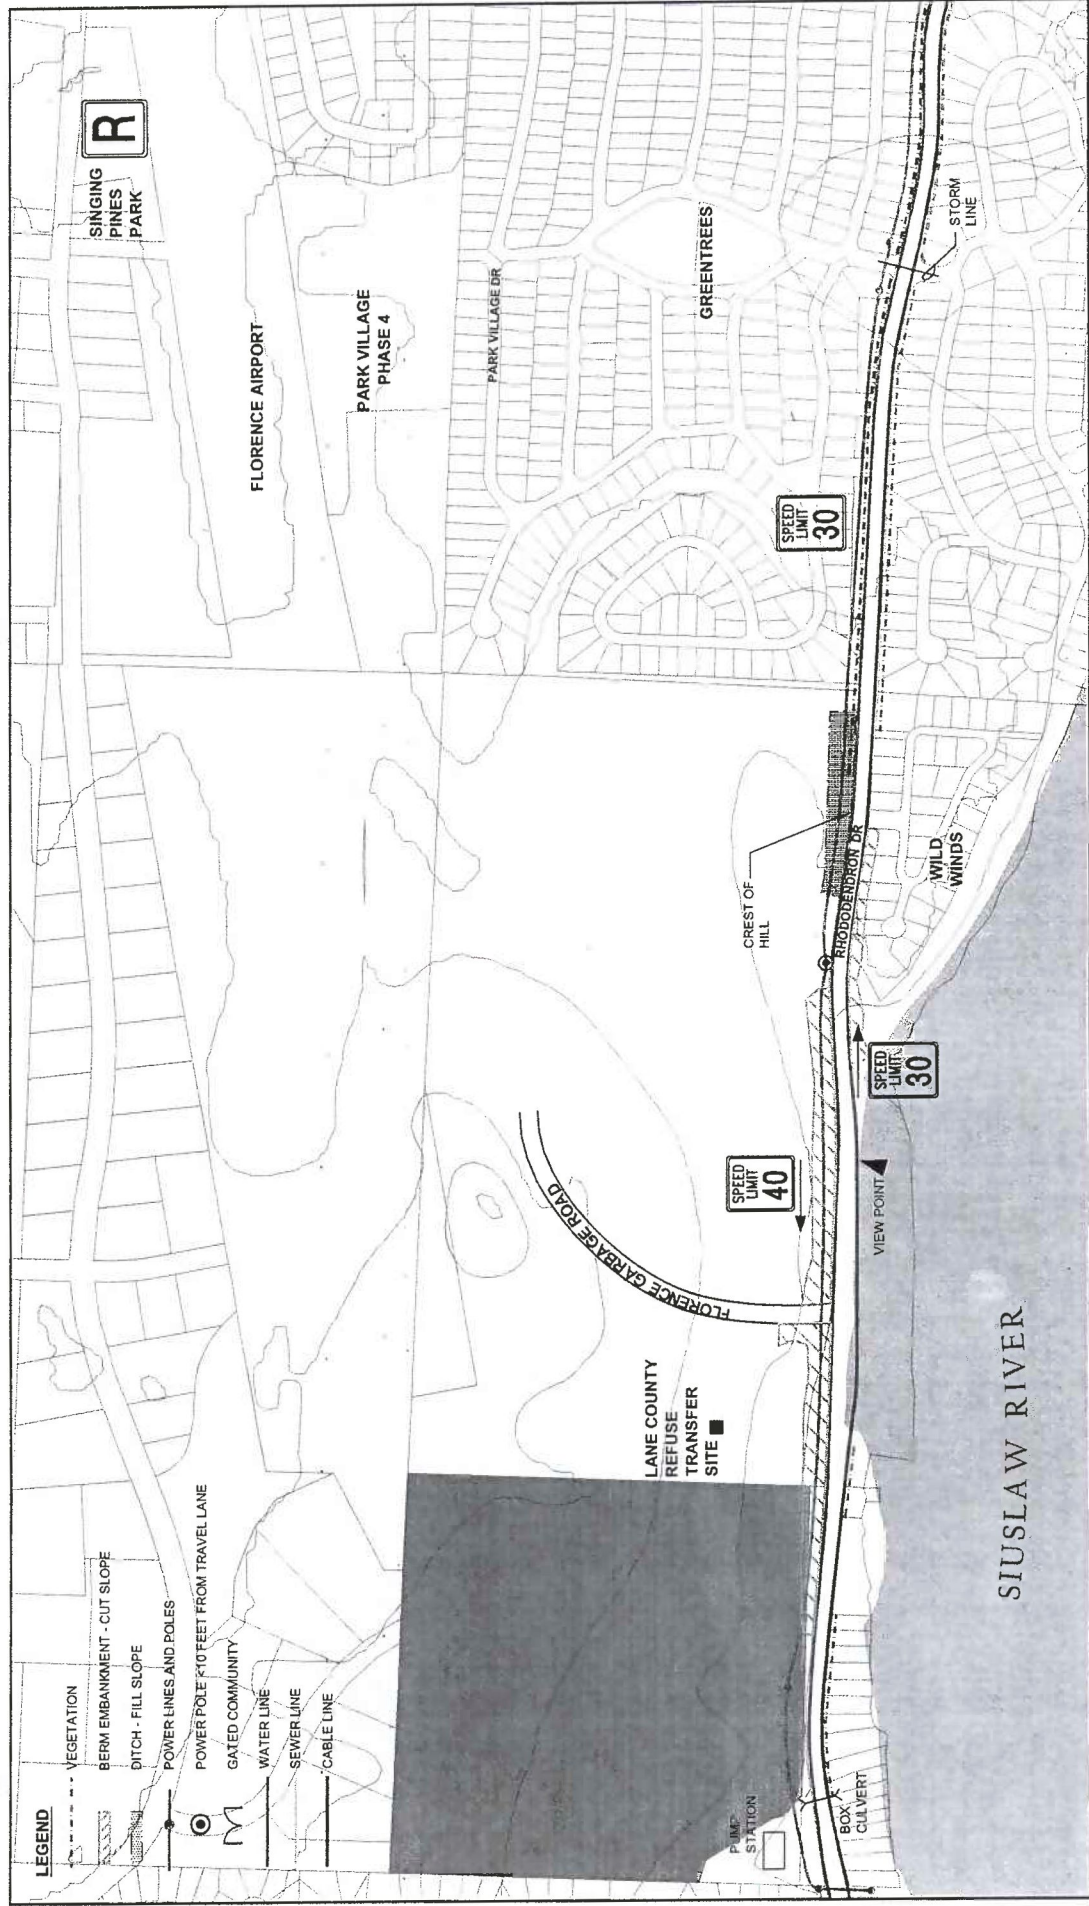 LEGEND
VEGETATION
BERM EMBANKMENT - CUT SLOPE
DITCH - FILL SLOPE
POWER LINES AND POLES
POWER POLE <10 FEET FROM TRAVEL LANE
GATED COMMUNITY
WATER LINE
SEWER LINE
CABLE LINE
SINGING
PINES
PARK
R
FLORENCE AIRPORT
PARK VILLAGE
PHASE 4
PARK VILLAGE DR
GREENTREES
STORM
LINE
SPEED
LIMIT
30
CREST OF
HILL
RHODODENDRON DR
WILD
WINDS
SPEED
LIMIT
30
SPEED
LIMIT
40
VIEW POINT
FLORENCE GARBAGE ROAD
LANE COUNTY
REFUSE
TRANSFER
SITE
PUMP
STATION
BOX
CULVERT
SIUSLAW RIVER